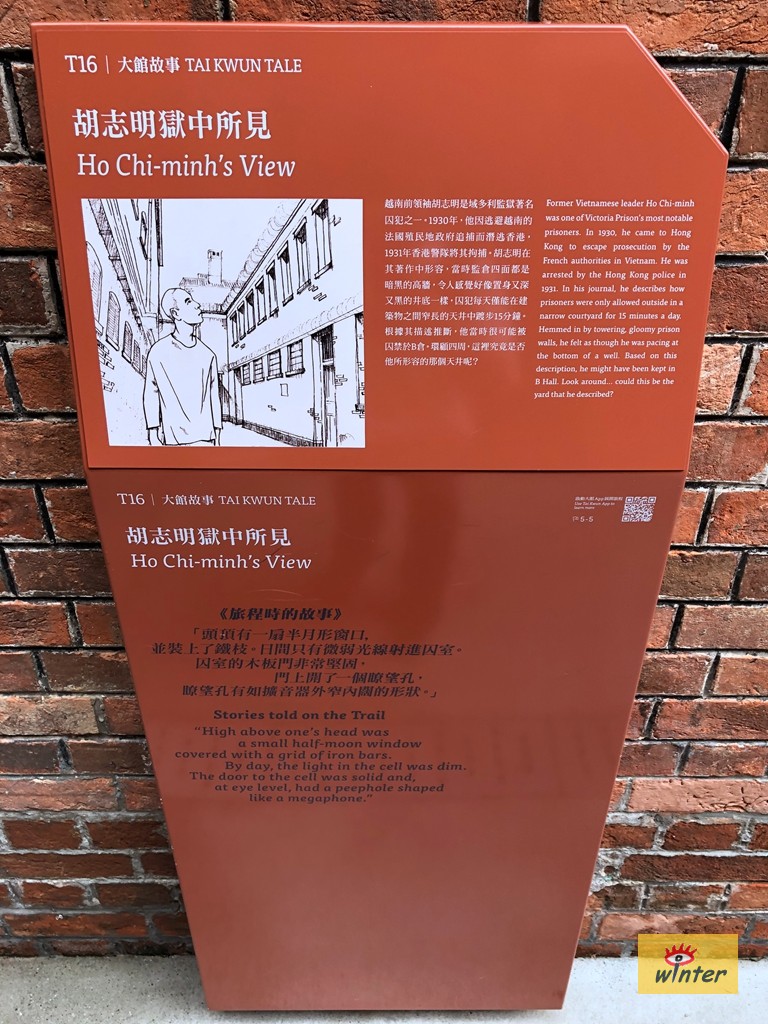 T16 | 大館故事 TAI KWUN TALE
胡志明獄中所見
Ho Chi-minh's View
越南前領袖胡志明是域多利監獄著名
囚犯之一。1930年，他因逃避越南的
法國殖民地政府追捕而潛逃香港，
1931年香港警隊將其拘捕。胡志明在
其著作中形容，當時監倉四面都是
暗黑的高牆，令人感覺好像置身又深
又黑的井底一樣，囚犯每天僅能在建
築物之間窄長的天井中踱步15分鐘。
根據其描述推斷，他當時很可能被
囚禁於B倉。環顧四周，這裡究竟是否
他所形容的那個天井呢？
Former Vietnamese leader Ho Chi-minh
was one of Victoria Prison's most notable
prisoners. In 1930, he came to Hong
Kong to escape prosecution by the
French authorities in Vietnam. He was
arrested by the Hong Kong police in
1931. In his journal, he describes how
prisoners were only allowed outside in a
narrow courtyard for 15 minutes a day.
Hemmed in by towering, gloomy prison
walls, he felt as though he was pacing at
the bottom of a well. Based on this
description, he might have been kept in
B Hall. Look around... could this be the
yard that he described?
T16 | 大館故事 TAI KWUN TALE
胡志明獄中所見
Ho Chi-minh's View
Use Tai Kwun App to
learn more
5-5
《旅程時的故事》
「頭頂有一扇半月形窗口，
並裝上了鐵枝。日間只有微弱光線射進囚室。
囚室的木板門非常堅固，
門上開了一個瞭望孔，
瞭望孔有如擴音器外窄內闊的形狀。」
Stories told on the Trail
"High above one's head was
a small half-moon window
covered with a grid of iron bars.
By day, the light in the cell was dim.
The door to the cell was solid and,
at eye level, had a peephole shaped
like a megaphone."
winter